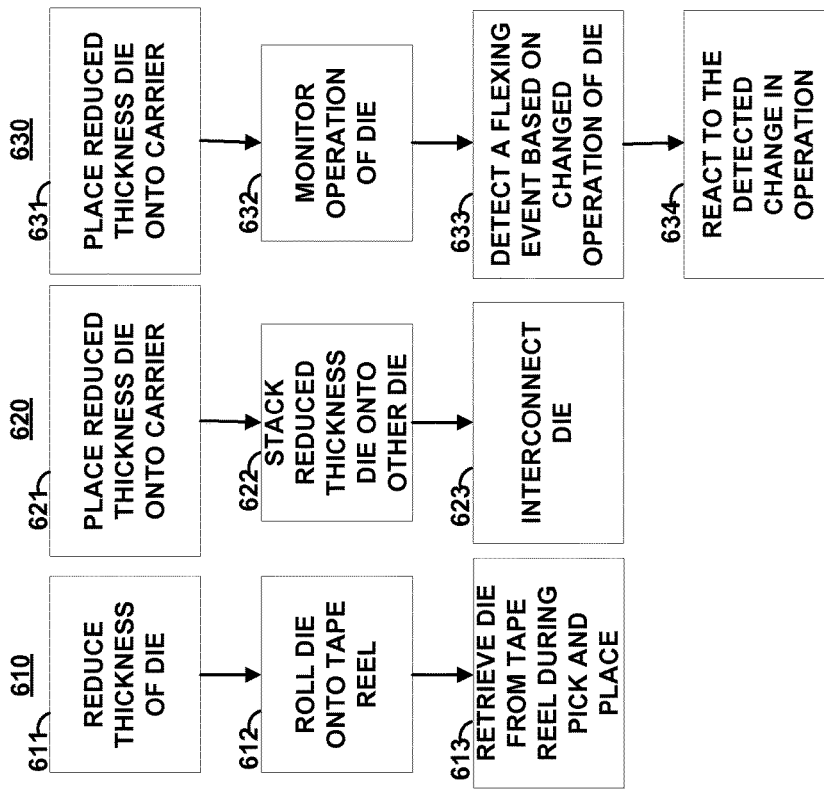 610
611
REDUCE
THICKNESS
OF DIE
612
ROLL DIE
ONTO TAPE
REEL
613
RETRIEVE DIE
FROM TAPE
REEL DURING
PICK AND
PLACE
620
621
PLACE REDUCED
THICKNESS DIE
ONTO CARRIER
622
STACK
REDUCED
THICKNESS
DIE ONTO
OTHER DIE
623
INTERCONNECT
DIE
630
631
PLACE REDUCED
THICKNESS DIE
ONTO CARRIER
632
MONITOR
OPERATION
OF DIE
633
DETECT A FLEXING
EVENT BASED ON
CHANGED
OPERATION OF DIE
634
REACT TO THE
DETECTED
CHANGE IN
OPERATION